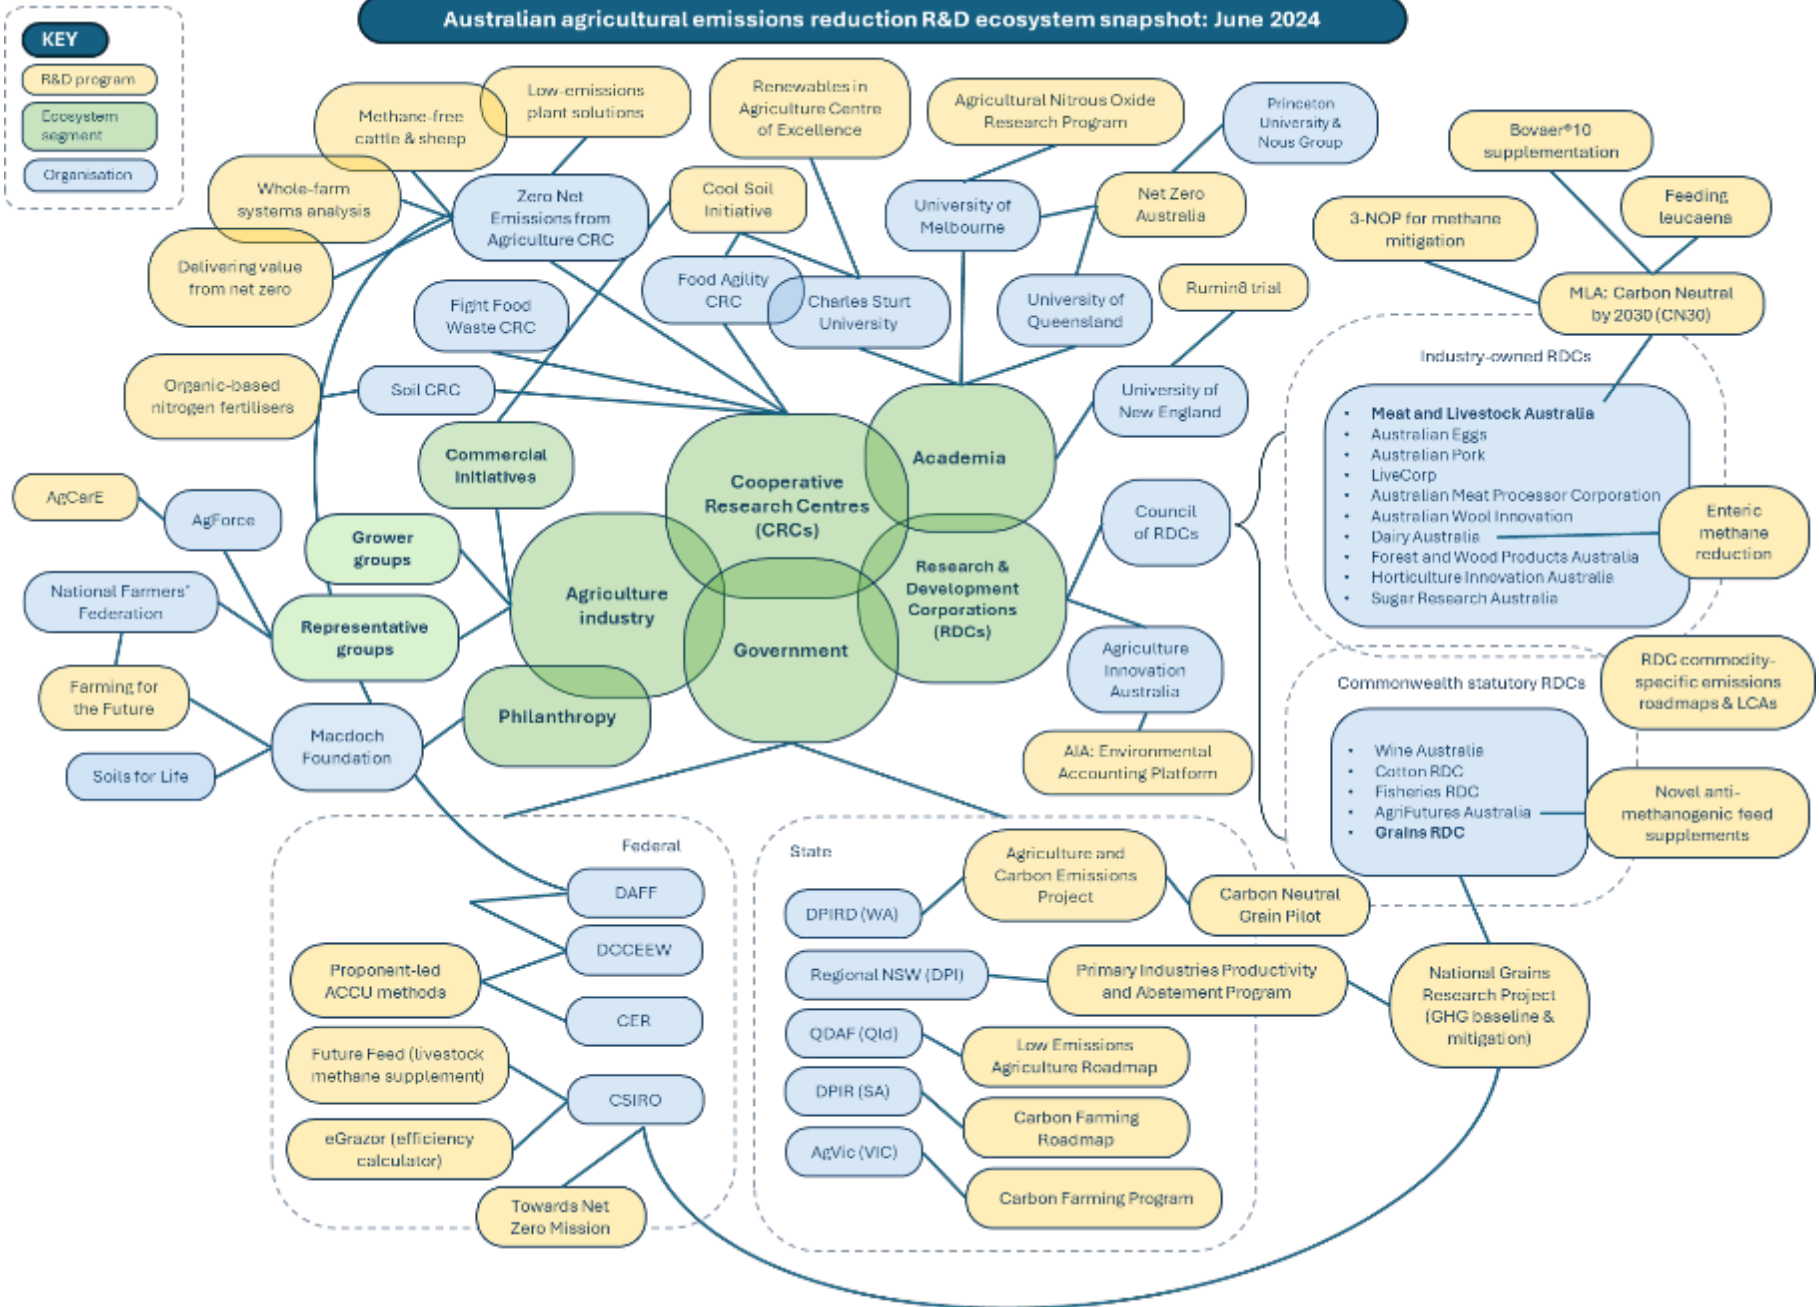 Australian agricultural emissions reduction R&D ecosystem snapshot: June 2024
KEY
R&D program
Ecosystem
segment
Organisation
Methane-free
cattle & sheep
Low-emissions
plant solutions
Renewables in
Agriculture Centre
of Excellence
Agricultural Nitrous Oxide
Research Program
Princeton
University &
Nous Group
Bovaer®10
supplementation
Whole-farm
systems analysis
Zero Net
Emissions from
Agriculture CRC
Cool Soil
Initiative
University of
Melbourne
Net Zero
Australia
3-NOP for methane
mitigation
Feeding
leucaena
Delivering value
from net zero
Fight Food
Waste CRC
Food Agility
CRC
Charles Sturt
University
University of
Queensland
Rumin8 trial
MLA: Carbon Neutral
by 2030 (CN30)
Organic-based
nitrogen fertilisers
Soil CRC
University of
New England
Industry-owned RDCs
• Meat and Livestock Australia
• Australian Eggs
• Australian Pork
• LiveCorp
• Australian Meat Processor Corporation
• Australian Wool Innovation
• Dairy Australia
• Forest and Wood Products Australia
• Horticulture Innovation Australia
• Sugar Research Australia
Enteric
methane
reduction
Commercial
Initiatives
Cooperative
Research Centres
(CRCs)
Academia
AgCarE
AgForce
Grower
groups
Council
of RDCs
National Farmers'
Federation
Representative
groups
Agriculture
industry
Government
Research &
Development
Corporations
(RDCs)
Agriculture
Innovation
Australia
Farming for
the Future
Macdoch
Foundation
Philanthropy
Soils for Life
AIA: Environmental
Accounting Platform
Commonwealth statutory RDCs
RDC commodity-
specific emissions
roadmaps & LCAs
• Wine Australia
• Cotton RDC
• Fisheries RDC
• AgriFutures Australia
• Grains RDC
Novel anti-
methanogenic feed
supplements
Federal
DAFF
DCCEEW
Proponent-led
ACCU methods
CER
Future Feed (livestock
methane supplement)
CSIRO
eGrazor (efficiency
calculator)
Towards Net
Zero Mission
State
Agriculture and
Carbon Emissions
Project
DPIRD (WA)
Carbon Neutral
Grain Pilot
Regional NSW (DPI)
Primary Industries Productivity
and Abatement Program
National Grains
Research Project
(GHG baseline &
mitigation)
QDAF (Qld)
Low Emissions
Agriculture Roadmap
DPIR (SA)
Carbon Farming
Roadmap
AgVic (VIC)
Carbon Farming Program